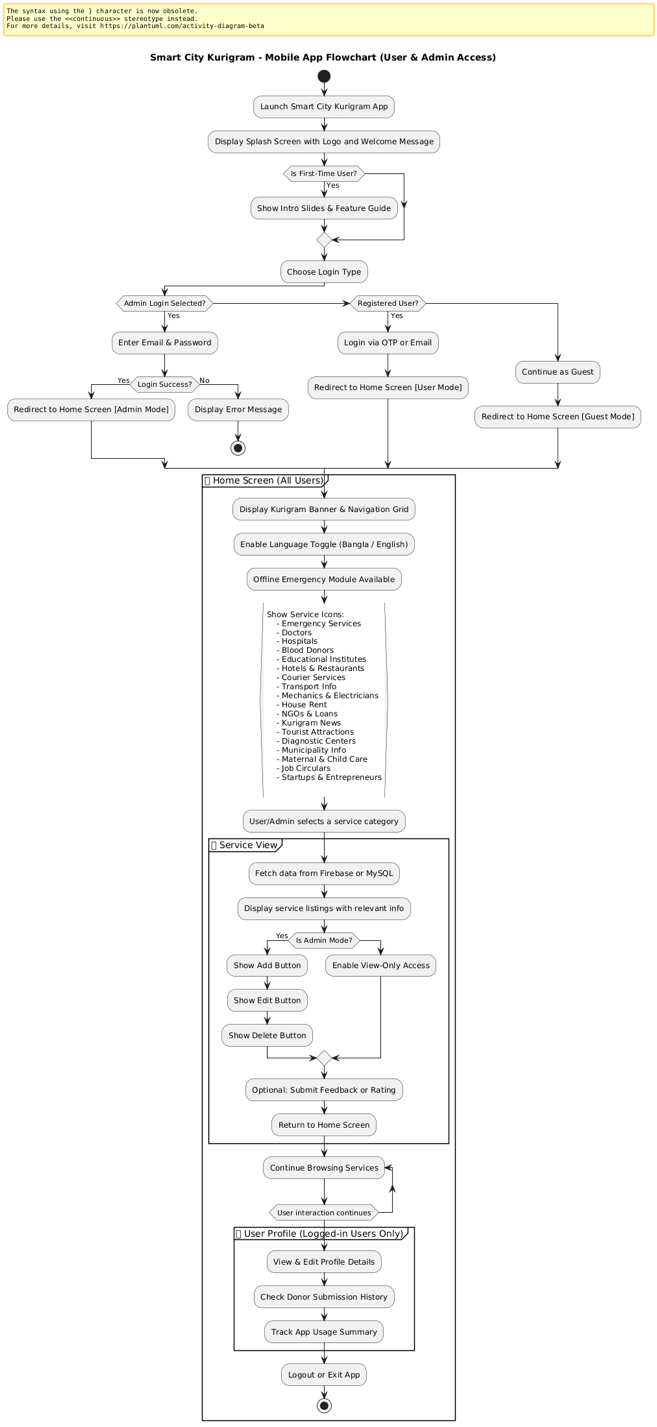 The syntax using the } character is now obsolete.
Please use the <<continuous>> stereotype instead.
For more details, visit https://plantuml.com/activity-diagram-beta
Smart City Kurigram - Mobile App Flowchart (User & Admin Access)
Launch Smart City Kurigram App
Display Splash Screen with Logo and Welcome Message
Is First-Time User?
Yes
Show Intro Slides & Feature Guide
Choose Login Type
Admin Login Selected?
Registered User?
Yes
Yes
Enter Email & Password
Login via OTP or Email
Continue as Guest
Yes
Login Success?
No
Redirect to Home Screen [User Mode]
Redirect to Home Screen [Admin Mode]
Display Error Message
Redirect to Home Screen [Guest Mode]
Home Screen (All Users)
Display Kurigram Banner & Navigation Grid
Enable Language Toggle (Bangla / English)
Offline Emergency Module Available
Show Service Icons:
- Emergency Services
- Doctors
- Hospitals
- Blood Donors
- Educational Institutes
- Hotels & Restaurants
- Courier Services
- Transport Info
- Mechanics & Electricians
- House Rent
- NGOs & Loans
- Kurigram News
- Tourist Attractions
- Diagnostic Centers
- Municipality Info
- Maternal & Child Care
- Job Circulars
- Startups & Entrepreneurs
User/Admin selects a service category
Service View
Fetch data from Firebase or MySQL
Display service listings with relevant info
Yes
Is Admin Mode?
Show Add Button
Enable View-Only Access
Show Edit Button
Show Delete Button
Optional: Submit Feedback or Rating
Return to Home Screen
Continue Browsing Services
User interaction continues
User Profile (Logged-in Users Only)
View & Edit Profile Details
Check Donor Submission History
Track App Usage Summary
Logout or Exit App